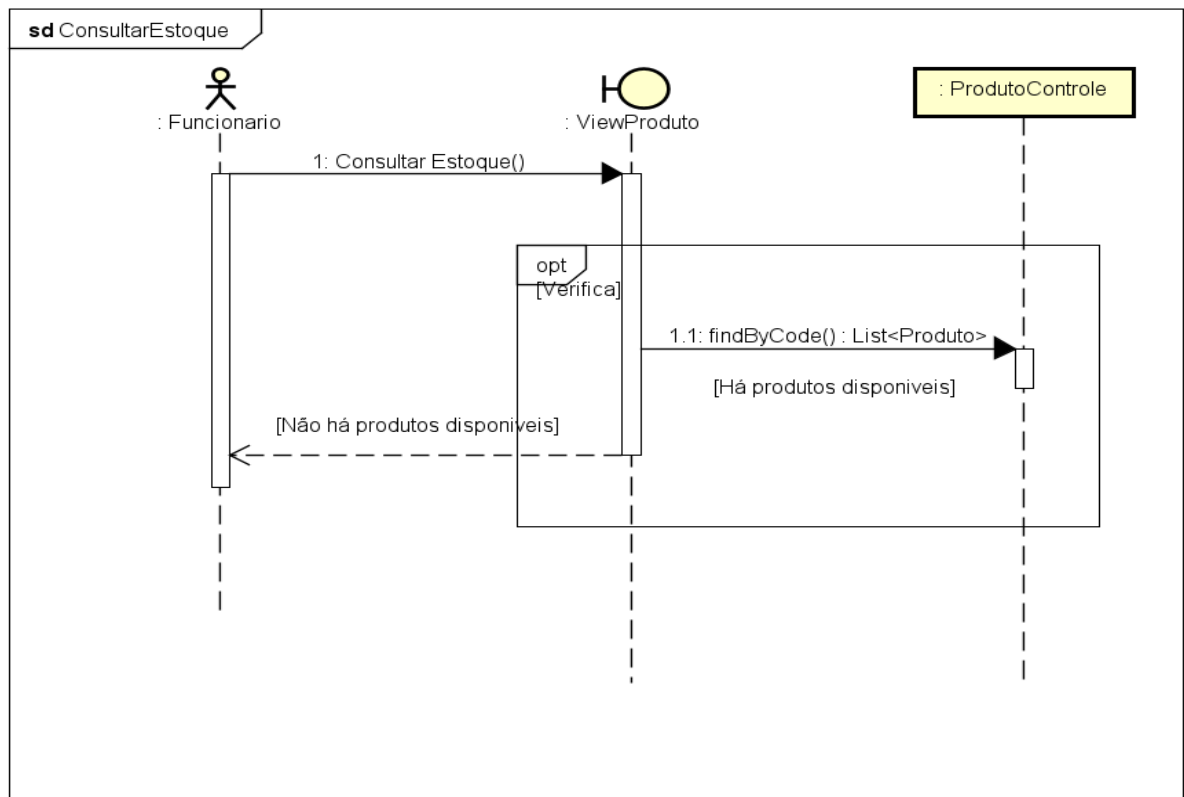 sd ConsultarEstoque
: Funcionario
: ViewProduto
: ProdutoControle
1: Consultar Estoque()
opt
[Verifica]
1.1: findByCode() : List<Produto>
[Há produtos disponiveis]
[Não há produtos disponiveis]